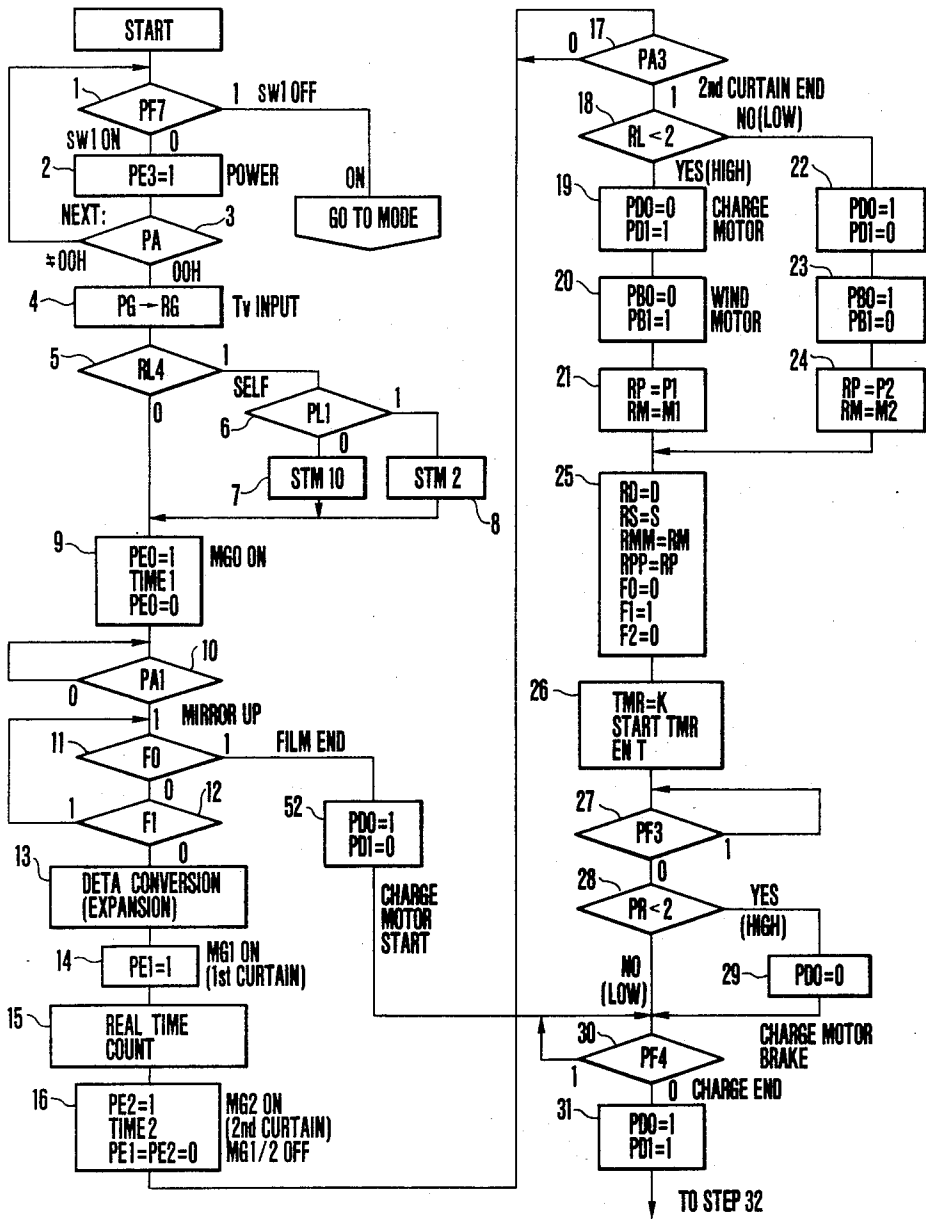 START
1
PF7
1 SW1 OFF
SW1 ON
0
2
PE3=1
POWER
ON
GO TO MODE
NEXT:
3
PA
≠00H
00H
4
PG→RG
Tv INPUT
5
RL4
1
SELF
0
6
PL1
1
0
7
STM 10
STM 2
8
9
PE0=1
TIME 1
PE0=0
MG0 ON
10
PA1
0
1
MIRROR UP
11
F0
1
FILM END
0
12
F1
1
0
52
PD0=1
PD1=0
CHARGE
MOTOR
START
13
DETA CONVERSION
(EXPANSION)
14
PE1=1
MG1 ON
(1st CURTAIN)
15
REAL TIME
COUNT
16
PE2=1
TIME 2
PE1=PE2=0
MG2 ON
(2nd CURTAIN)
MG1/2 OFF
17
PA3
0
1
2nd CURTAIN END
18
RL<2
NO(LOW)
YES(HIGH)
19
PD0=0
PD1=1
CHARGE
MOTOR
22
PD0=1
PD1=0
20
PB0=0
PB1=1
WIND
MOTOR
23
PB0=1
PB1=0
21
RP=P1
RM=M1
24
RP=P2
RM=M2
25
RD=D
RS=S
RMM=RM
RPP=RP
F0=0
F1=1
F2=0
26
TMR=K
START TMR
EN T
27
PF3
1
0
28
PR<2
YES
(HIGH)
NO
(LOW)
29
PD0=0
CHARGE MOTOR
BRAKE
30
PF4
1
0
CHARGE END
31
PD0=1
PD1=1
TO STEP 32